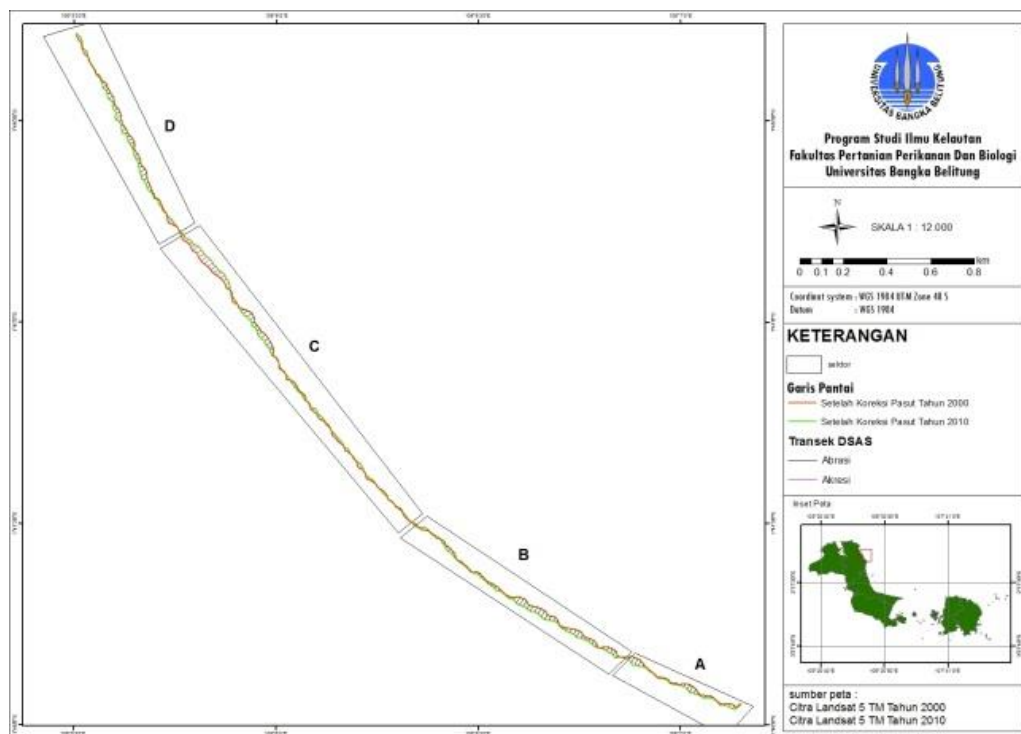 D
C
B
A
UNIVERSITAS BANGKA BELITUNG
Program Studi Ilmu Kelautan
Fakultas Pertanian Perikanan Dan Biologi
Universitas Bangka Belitung
N
SKALA 1 : 12.000
km
0 0.1 0.2 0.4 0.6 0.8
Coordinat system : WGS 1984 UTM Zone 48 S
Datum : WGS 1984
KETERANGAN
sektor
Garis Pantai
Setelah Koreksi Pasut Tahun 2000
Setelah Koreksi Pasut Tahun 2010
Transek DSAS
Abrasi
Akresi
Inset Peta
sumber peta :
Citra Landsat 5 TM Tahun 2000
Citra Landsat 5 TM Tahun 2010